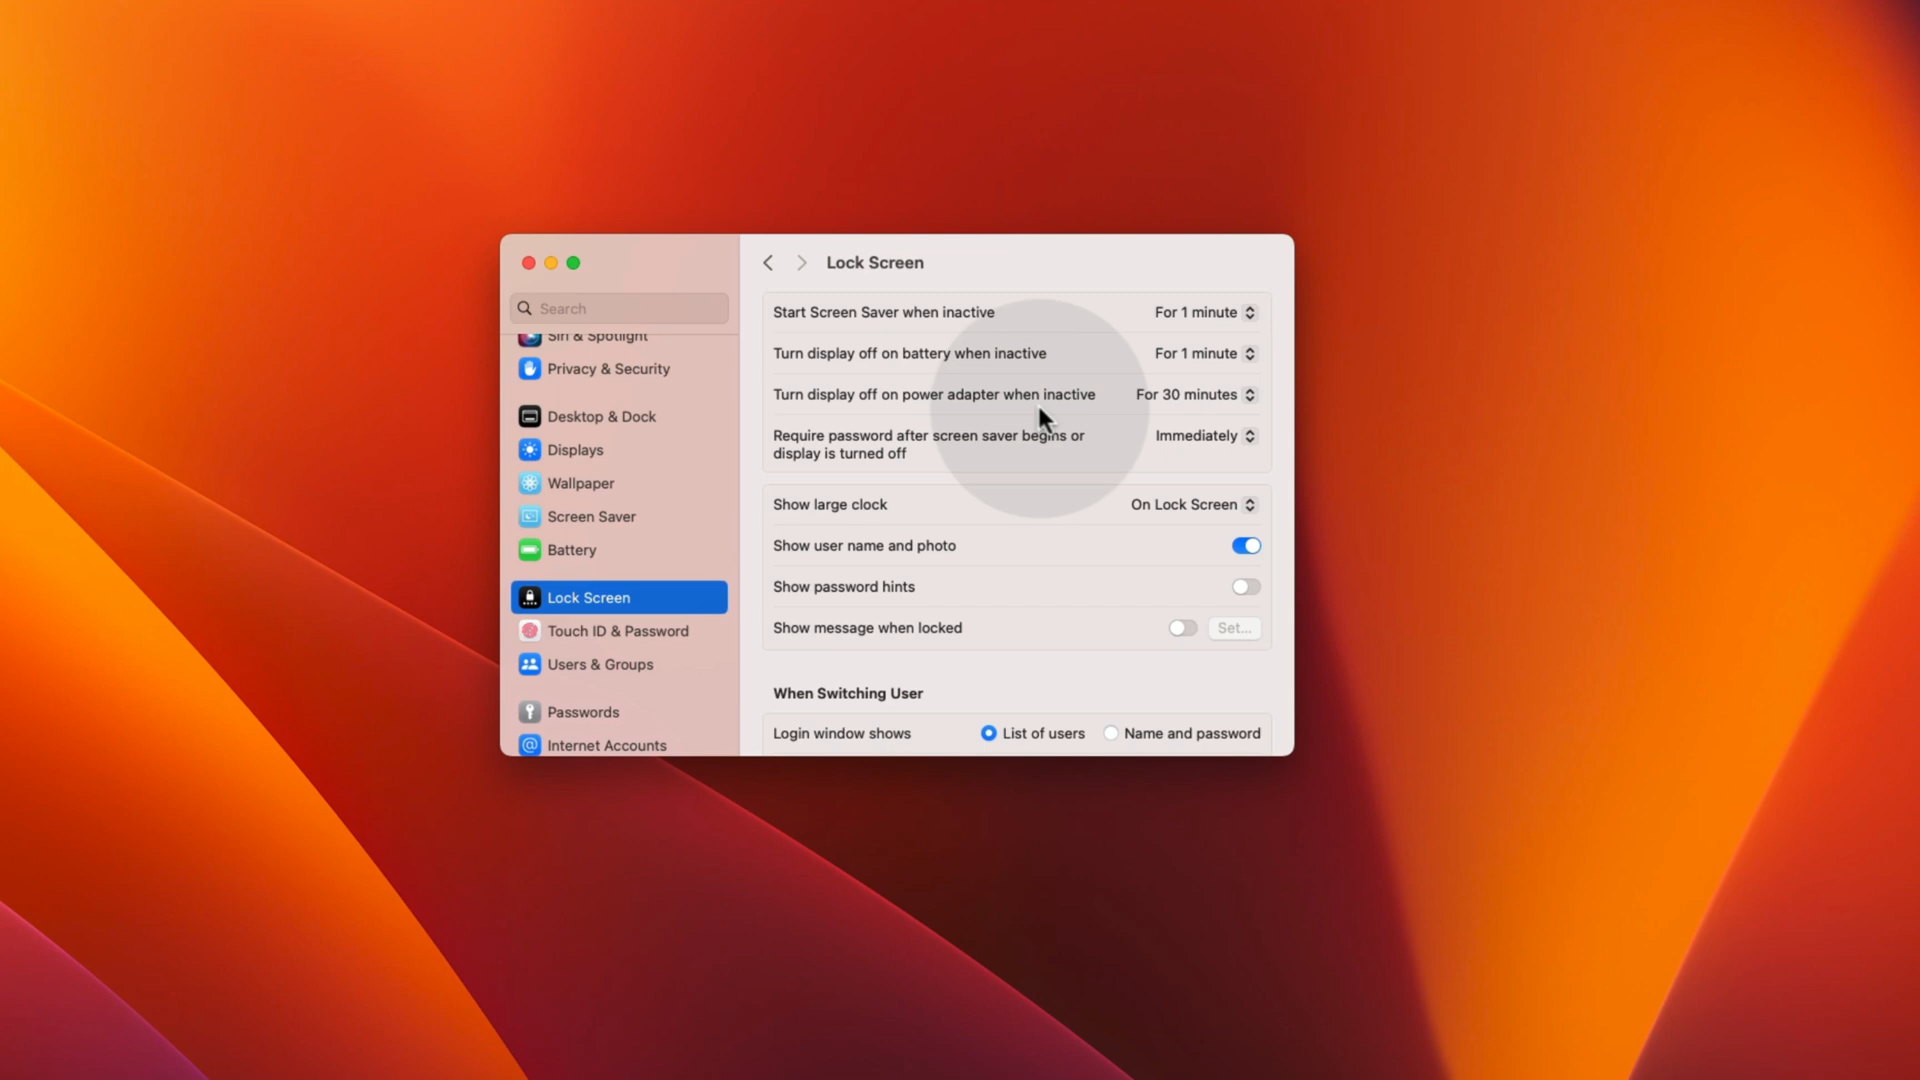 Lock Screen
Search
Siri & Spotlight
Privacy & Security
Desktop & Dock
Displays
Wallpaper
Screen Saver
Battery
Lock Screen
Touch ID & Password
Users & Groups
Passwords
Internet Accounts
Start Screen Saver when inactive For 1 minute
Turn display off on battery when inactive For 1 minute
Turn display off on power adapter when inactive For 30 minutes
Require password after screen saver begins or Immediately
display is turned off
Show large clock On Lock Screen
Show user name and photo
Show password hints
Show message when locked Set...
When Switching User
Login window shows List of users Name and password